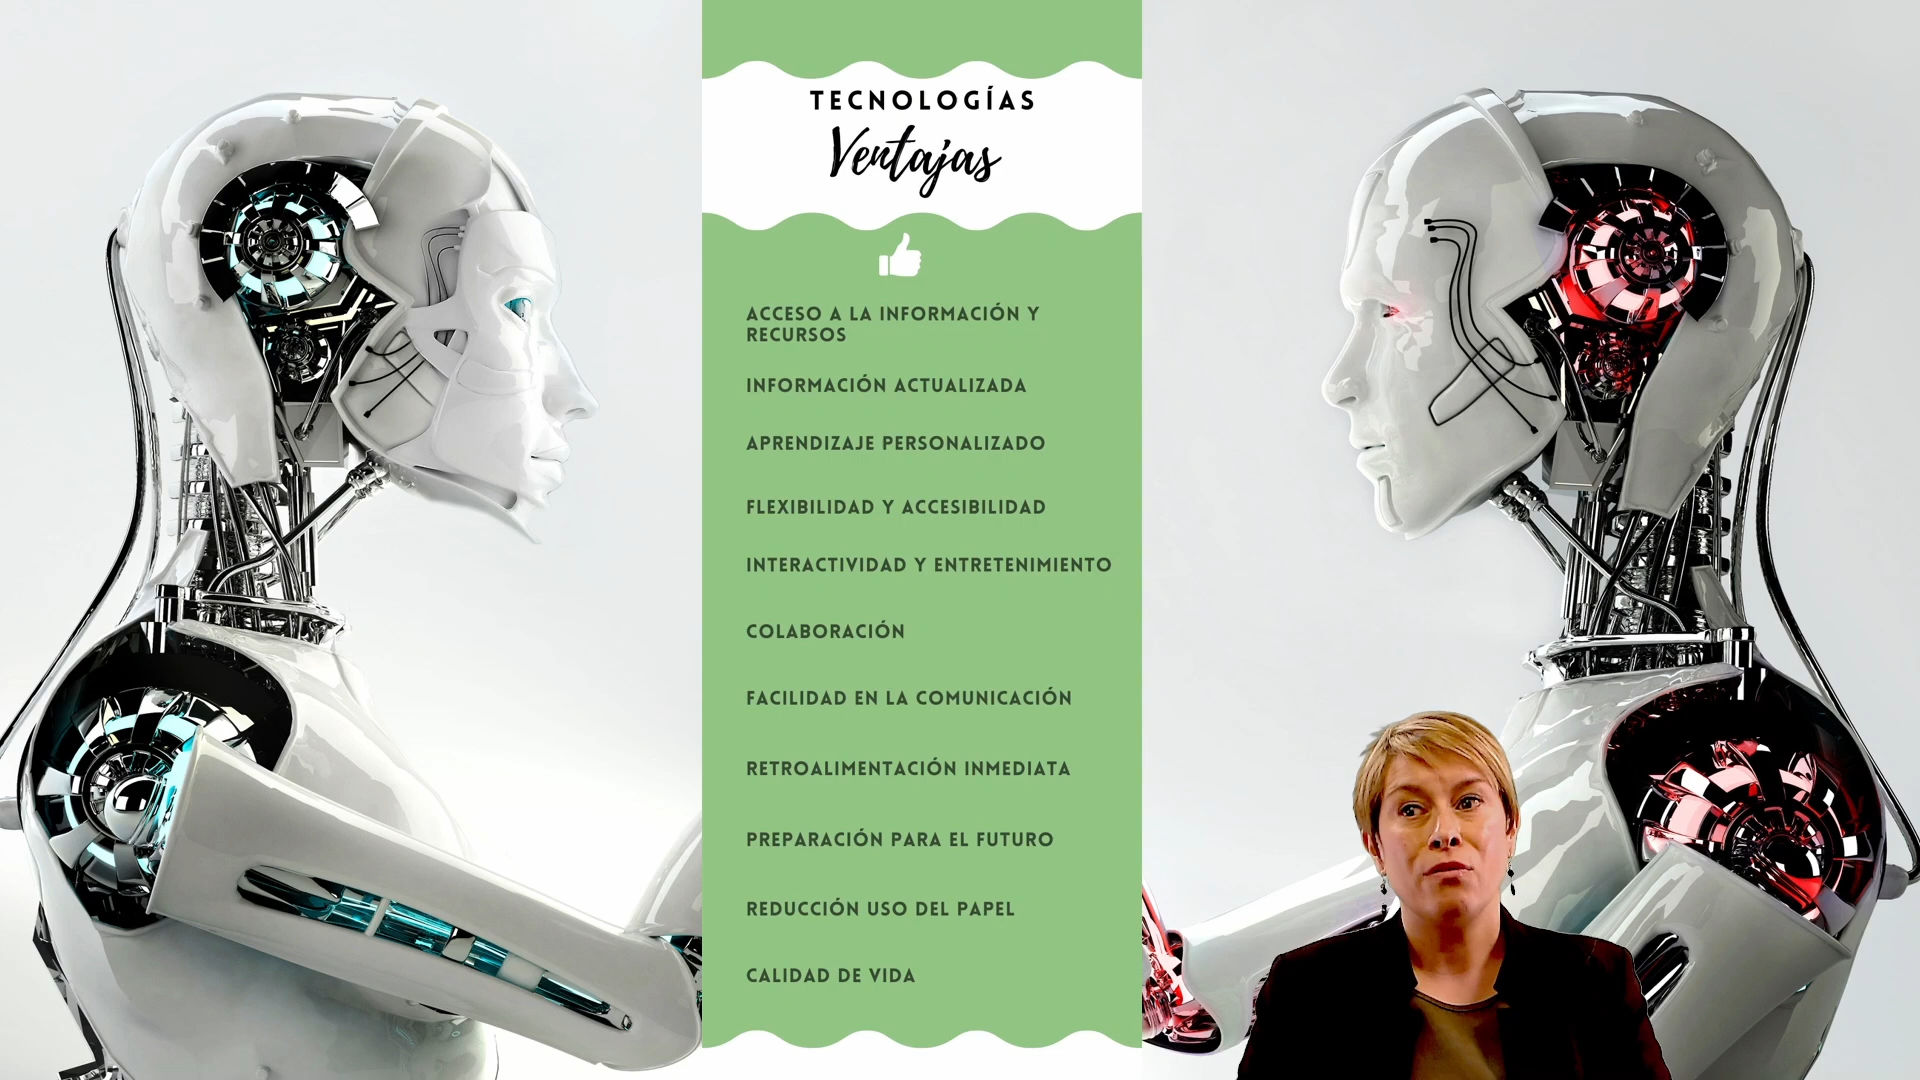 TECNOLOGÍAS
Ventajas
ACCESO A LA INFORMACIÓN Y
RECURSOS
INFORMACIÓN ACTUALIZADA
APRENDIZAJE PERSONALIZADO
FLEXIBILIDAD Y ACCESIBILIDAD
INTERACTIVIDAD Y ENTRETENIMIENTO
COLABORACIÓN
FACILIDAD EN LA COMUNICACIÓN
RETROALIMENTACIÓN INMEDIATA
PREPARACIÓN PARA EL FUTURO
REDUCCIÓN USO DEL PAPEL
CALIDAD DE VIDA